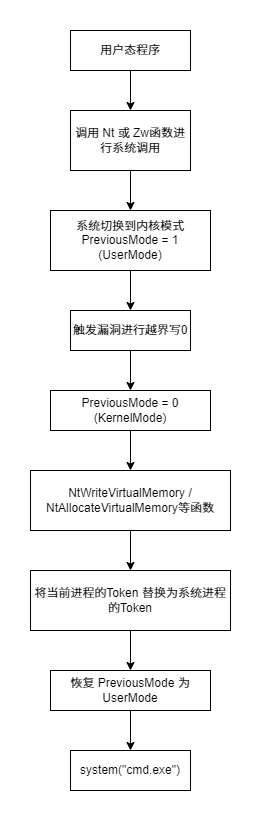 用户态程序
调用 Nt 或 Zw函数进
行系统调用
系统切换到内核模式
PreviousMode = 1
(UserMode)
触发漏洞进行越界写0
PreviousMode = 0
(KernelMode)
NtWriteVirtualMemory /
NtAllocateVirtualMemory等函数
将当前进程的Token 替换为系统进程
的Token
恢复 PreviousMode 为
UserMode
system("cmd.exe")